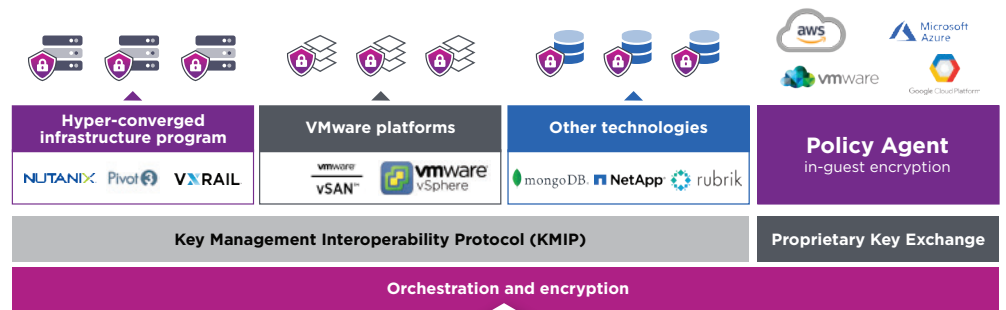 aws
Microsoft
Azure
vmware
Google Cloud Platform
Hyper-converged
infrastructure program
VMware platforms
Other technologies
Policy Agent
in-guest encryption
NUTANIX
Pivot3
VXRAIL
vmware
vSAN™
vmware
vSphere
mongoDB.
NetApp
rubrik
Key Management Interoperability Protocol (KMIP)
Proprietary Key Exchange
Orchestration and encryption